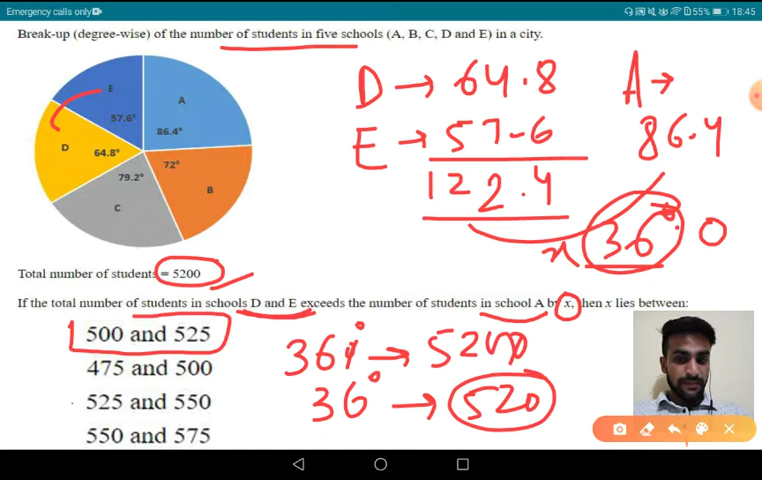 Emergency calls only 55% 18:45
Break-up (degree-wise) of the number of students in five schools (A, B, C, D and E) in a city.
E
57.6°
A
86.4°
D
64.8°
72°
79.2°
B
C
D → 64.8
E → 57.6
122.4
A →
86.4
x 36° 0
Total number of students = 5200
If the total number of students in schools D and E exceeds the number of students in school A by x, then x lies between:
500 and 525
475 and 500
525 and 550
550 and 575
360° → 5200
36° → 520